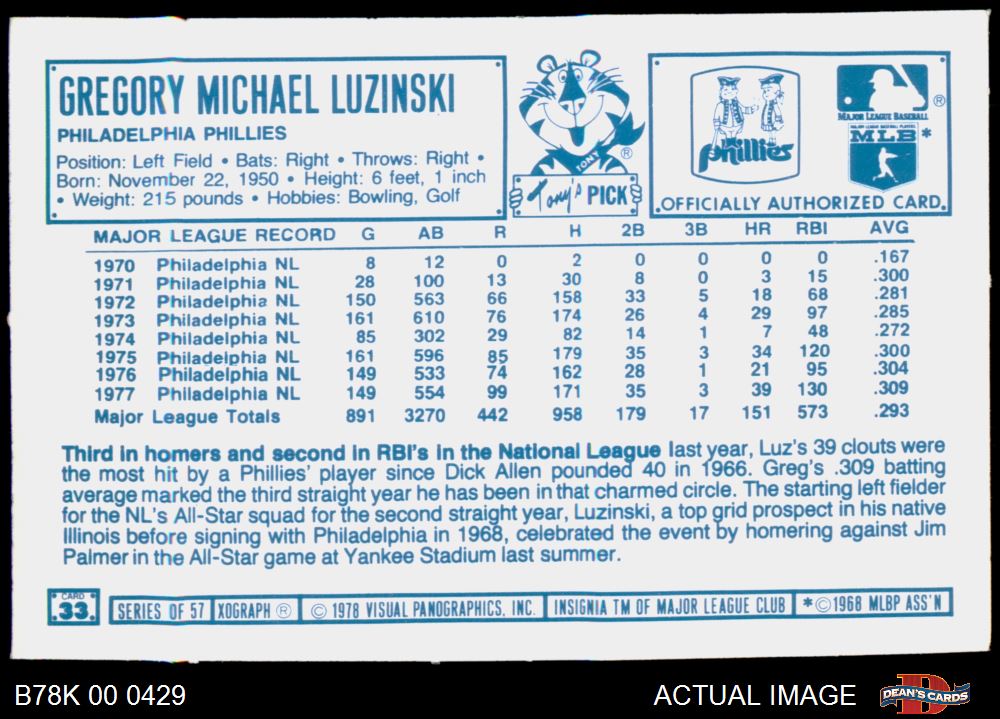 GREGORY MICHAEL LUZINSKI
PHILADELPHIA PHILLIES
Position: Left Field • Bats: Right • Throws: Right •
Born: November 22, 1950 • Height: 6 feet, 1 inch
• Weight: 215 pounds • Hobbies: Bowling, Golf
TONY ®
Tony's PICK
phillies
®
MAJOR LEAGUE BASEBALL
MAJOR LEAGUE BASEBALL PLAYERS
MLB *
OFFICIALLY AUTHORIZED CARD.
MAJOR LEAGUE RECORD G AB R H 2B 3B HR RBI AVG
1970 Philadelphia NL 8 12 0 2 0 0 0 0 .167
1971 Philadelphia NL 28 100 13 30 8 0 3 15 .300
1972 Philadelphia NL 150 563 66 158 33 5 18 68 .281
1973 Philadelphia NL 161 610 76 174 26 4 29 97 .285
1974 Philadelphia NL 85 302 29 82 14 1 7 48 .272
1975 Philadelphia NL 161 596 85 179 35 3 34 120 .300
1976 Philadelphia NL 149 533 74 162 28 1 21 95 .304
1977 Philadelphia NL 149 554 99 171 35 3 39 130 .309
Major League Totals 891 3270 442 958 179 17 151 573 .293
Third in homers and second in RBI's in the National League last year, Luz's 39 clouts were
the most hit by a Phillies' player since Dick Allen pounded 40 in 1966. Greg's .309 batting
average marked the third straight year he has been in that charmed circle. The starting left fielder
for the NL's All-Star squad for the second straight year, Luzinski, a top grid prospect in his native
Illinois before signing with Philadelphia in 1968, celebrated the event by homering against Jim
Palmer in the All-Star game at Yankee Stadium last summer.
CARD
.33.
SERIES OF 57 XOGRAPH ® © 1978 VISUAL PANOGRAPHICS, INC. INSIGNIA TM OF MAJOR LEAGUE CLUB *©1968 MLBP ASS'N
B78K 00 0429
ACTUAL IMAGE
DEAN'S CARDS